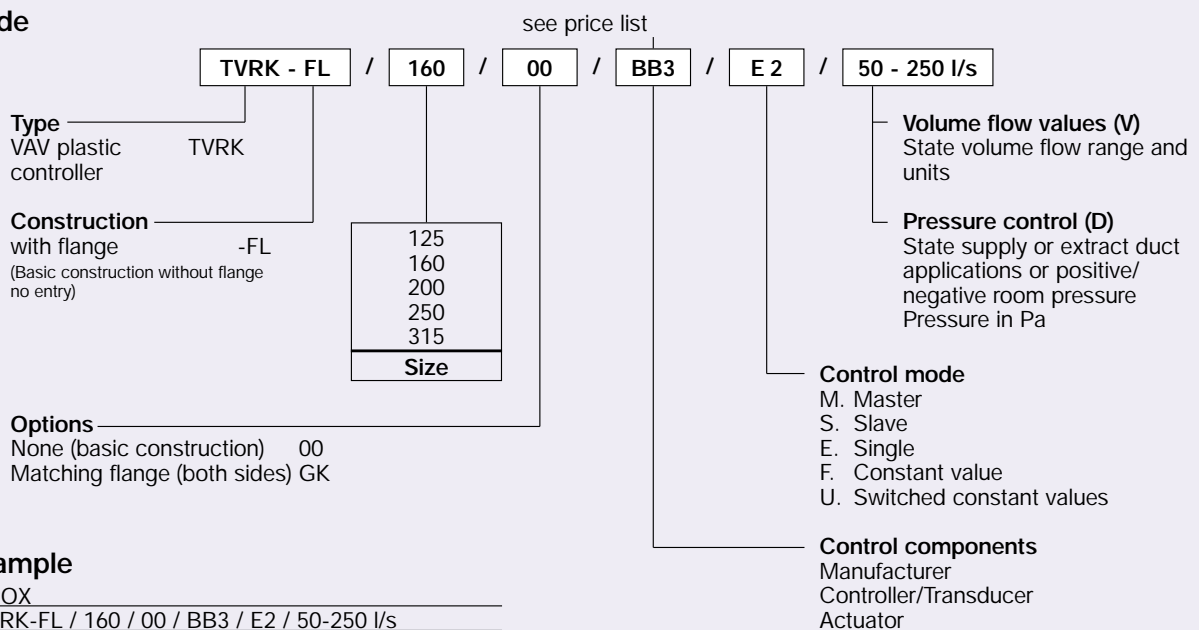 de
see price list
TVRK - FL / 160 / 00 / BB3 / E 2 / 50 - 250 l/s
Type
VAV plastic TVRK
controller
Construction
with flange -FL
(Basic construction without flange
no entry)
125
160
200
250
315
Size
Options
None (basic construction) 00
Matching flange (both sides) GK
Volume flow values (V)
State volume flow range and
units
Pressure control (D)
State supply or extract duct
applications or positive/
negative room pressure
Pressure in Pa
Control mode
M. Master
S. Slave
E. Single
F. Constant value
U. Switched constant values
Control components
Manufacturer
Controller/Transducer
Actuator
ample
OX
RK-FL / 160 / 00 / BB3 / E2 / 50-250 l/s